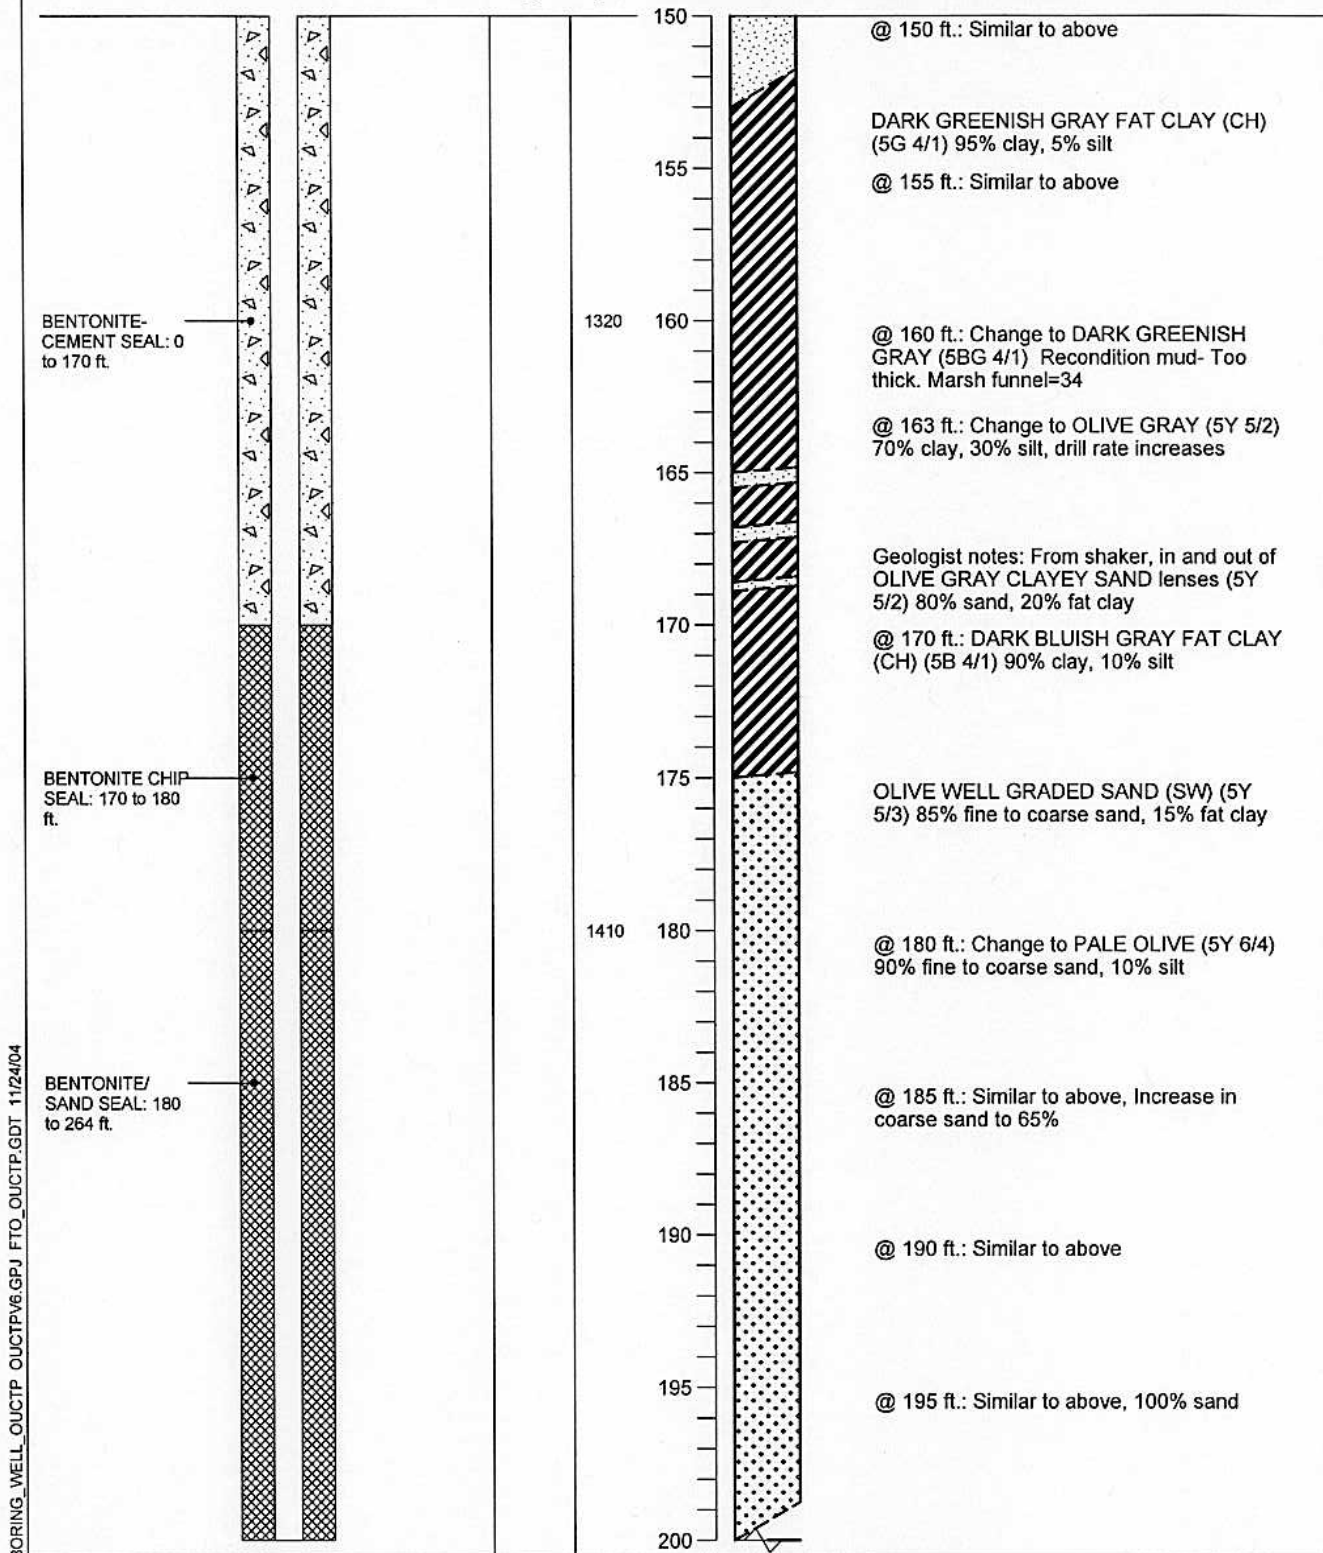 150
@ 150 ft.: Similar to above
DARK GREENISH GRAY FAT CLAY (CH)
(5G 4/1) 95% clay, 5% silt
155
@ 155 ft.: Similar to above
BENTONITE-
CEMENT SEAL: 0
to 170 ft.
1320
160
@ 160 ft.: Change to DARK GREENISH
GRAY (5BG 4/1) Recondition mud- Too
thick. Marsh funnel=34
@ 163 ft.: Change to OLIVE GRAY (5Y 5/2)
70% clay, 30% silt, drill rate increases
165
Geologist notes: From shaker, in and out of
OLIVE GRAY CLAYEY SAND lenses (5Y
5/2) 80% sand, 20% fat clay
170
@ 170 ft.: DARK BLUISH GRAY FAT CLAY
(CH) (5B 4/1) 90% clay, 10% silt
BENTONITE CHIP
SEAL: 170 to 180
ft.
175
OLIVE WELL GRADED SAND (SW) (5Y
5/3) 85% fine to coarse sand, 15% fat clay
1410
180
@ 180 ft.: Change to PALE OLIVE (5Y 6/4)
90% fine to coarse sand, 10% silt
BENTONITE/
SAND SEAL: 180
to 264 ft.
185
@ 185 ft.: Similar to above, Increase in
coarse sand to 65%
190
@ 190 ft.: Similar to above
195
@ 195 ft.: Similar to above, 100% sand
200
BORING_WELL_OUCTP OUCTPV6.GPJ FTO_OUCTP.GDT 11/24/04